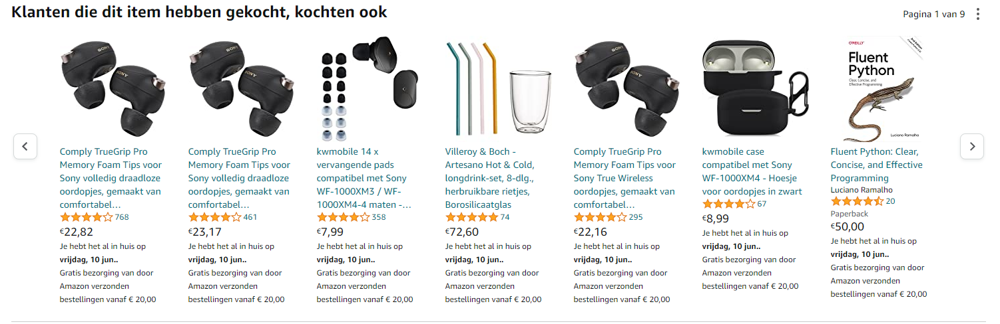 Klanten die dit item hebben gekocht, kochten ook
Pagina 1 van 9
SONY
SONY
Comply TrueGrip Pro
Memory Foam Tips voor
Sony volledig draadloze
oordopjes, gemaakt van
comfortabel…
768
€22,82
Je hebt het al in huis op
vrijdag, 10 jun..
Gratis bezorging van door
Amazon verzonden
bestellingen vanaf € 20,00
SONY
SONY
Comply TrueGrip Pro
Memory Foam Tips voor
Sony volledig draadloze
oordopjes, gemaakt van
comfortabel…
461
€23,17
Je hebt het al in huis op
vrijdag, 10 jun..
Gratis bezorging van door
Amazon verzonden
bestellingen vanaf € 20,00
kwmobile 14 x
vervangende pads
compatibel met Sony
WF-1000XM3 / WF-
1000XM4-4 maten -…
358
€7,99
Je hebt het al in huis op
vrijdag, 10 jun..
Gratis bezorging van door
Amazon verzonden
bestellingen vanaf € 20,00
Villeroy & Boch -
Artesano Hot & Cold,
longdrink-set, 8-dlg.,
herbruikbare rietjes,
Borosilicaatglas
74
€72,60
Je hebt het al in huis op
vrijdag, 10 jun..
Gratis bezorging van door
Amazon verzonden
bestellingen vanaf € 20,00
SONY
SONY
Comply TrueGrip Pro
Memory Foam Tips voor
Sony True Wireless
oordopjes, gemaakt van
comfortabel…
295
€22,16
Je hebt het al in huis op
vrijdag, 10 jun..
Gratis bezorging van door
Amazon verzonden
bestellingen vanaf € 20,00
kwmobile case
compatibel met Sony
WF-1000XM4 - Hoesje
voor oordopjes in zwart
67
€8,99
Je hebt het al in huis op
vrijdag, 10 jun..
Gratis bezorging van door
Amazon verzonden
bestellingen vanaf € 20,00
O'REILLY
2nd Edition
Fluent
Python
Clear, Concise, and
Effective Programming
Luciano Ramalho
Fluent Python: Clear,
Concise, and Effective
Programming
Luciano Ramalho
20
Paperback
€50,00
Je hebt het al in huis op
vrijdag, 10 jun..
Gratis bezorging van door
Amazon verzonden
bestellingen vanaf € 20,00